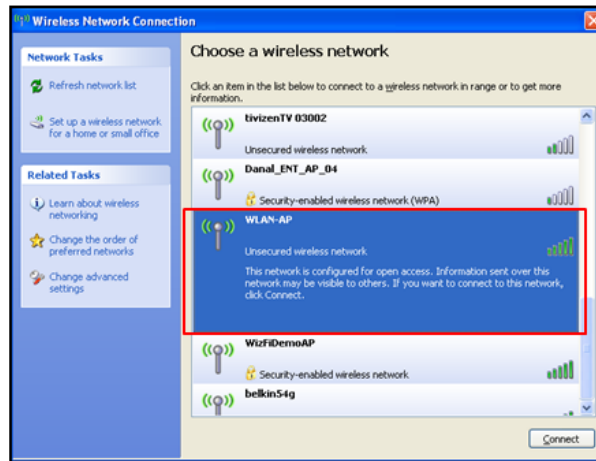 Wireless Network Connection
Network Tasks
Refresh network list
Set up a wireless network
for a home or small office
Related Tasks
Learn about wireless
networking
Change the order of
preferred networks
Change advanced
settings
Choose a wireless network
Click an item in the list below to connect to a wireless network in range or to get more
information.
tivizenTV 03002
Unsecured wireless network
Danal_ENT_AP_04
Security-enabled wireless network (WPA)
WLAN-AP
Unsecured wireless network
This network is configured for open access. Information sent over this
network may be visible to others. If you want to connect to this network,
click Connect.
WizFiDemoAP
Security-enabled wireless network
belkin54g
Connect